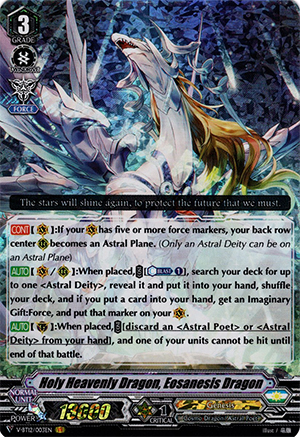 3
GRADE
FORCE
The stars will shine again, to protect the future that we must.
CONT[ ]:If your has five or more force markers, your back row
center becomes an Astral Plane. (Only an Astral Deity can be on
an Astral Plane)
AUTO[ / ]:When placed, [ BLAST 1], search your deck for up
to one <Astral Deity>, reveal it and put it into your hand, shuffle
your deck, and if you put a card into your hand, get an Imaginary
Gift:Force, and put that marker on your .
AUTO[ ]:When placed, [discard an <Astral Poet> or <Astral
Deity> from your hand], and one of your units cannot be hit until
end of that battle.
NORMAL
UNIT
Holy Heavenly Dragon, Eosanesis Dragon
POWER
13000
1
CRITICAL
Genesis
Cosmo Dragon
V-BT12/003EN